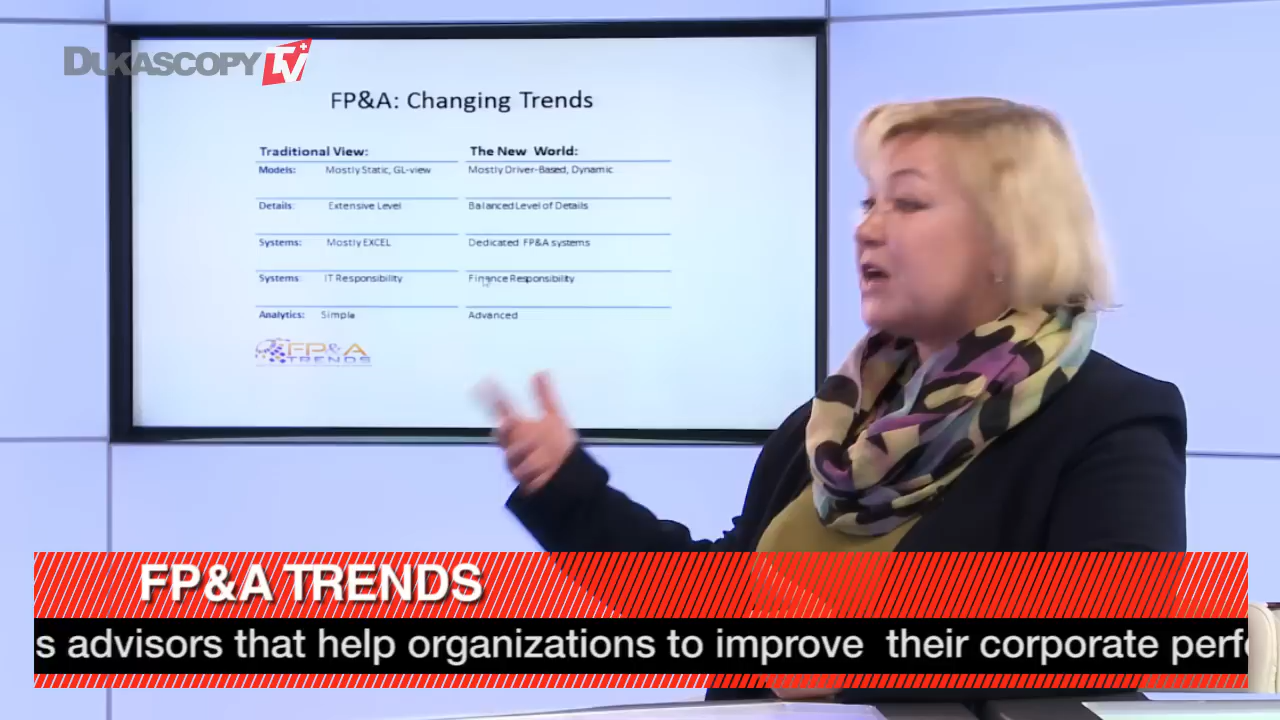 DUKASCOPY TV
FP&A: Changing Trends
Traditional View: The New World:
Models: Mostly Static, GL-view Mostly Driver-Based, Dynamic
Details: Extensive Level Balanced Level of Details
Systems: Mostly EXCEL Dedicated FP&A systems
Systems: IT Responsibility Finance Responsibility
Analytics: Simple Advanced
FP&A
TRENDS
FP&A TRENDS
s advisors that help organizations to improve their corporate perfo